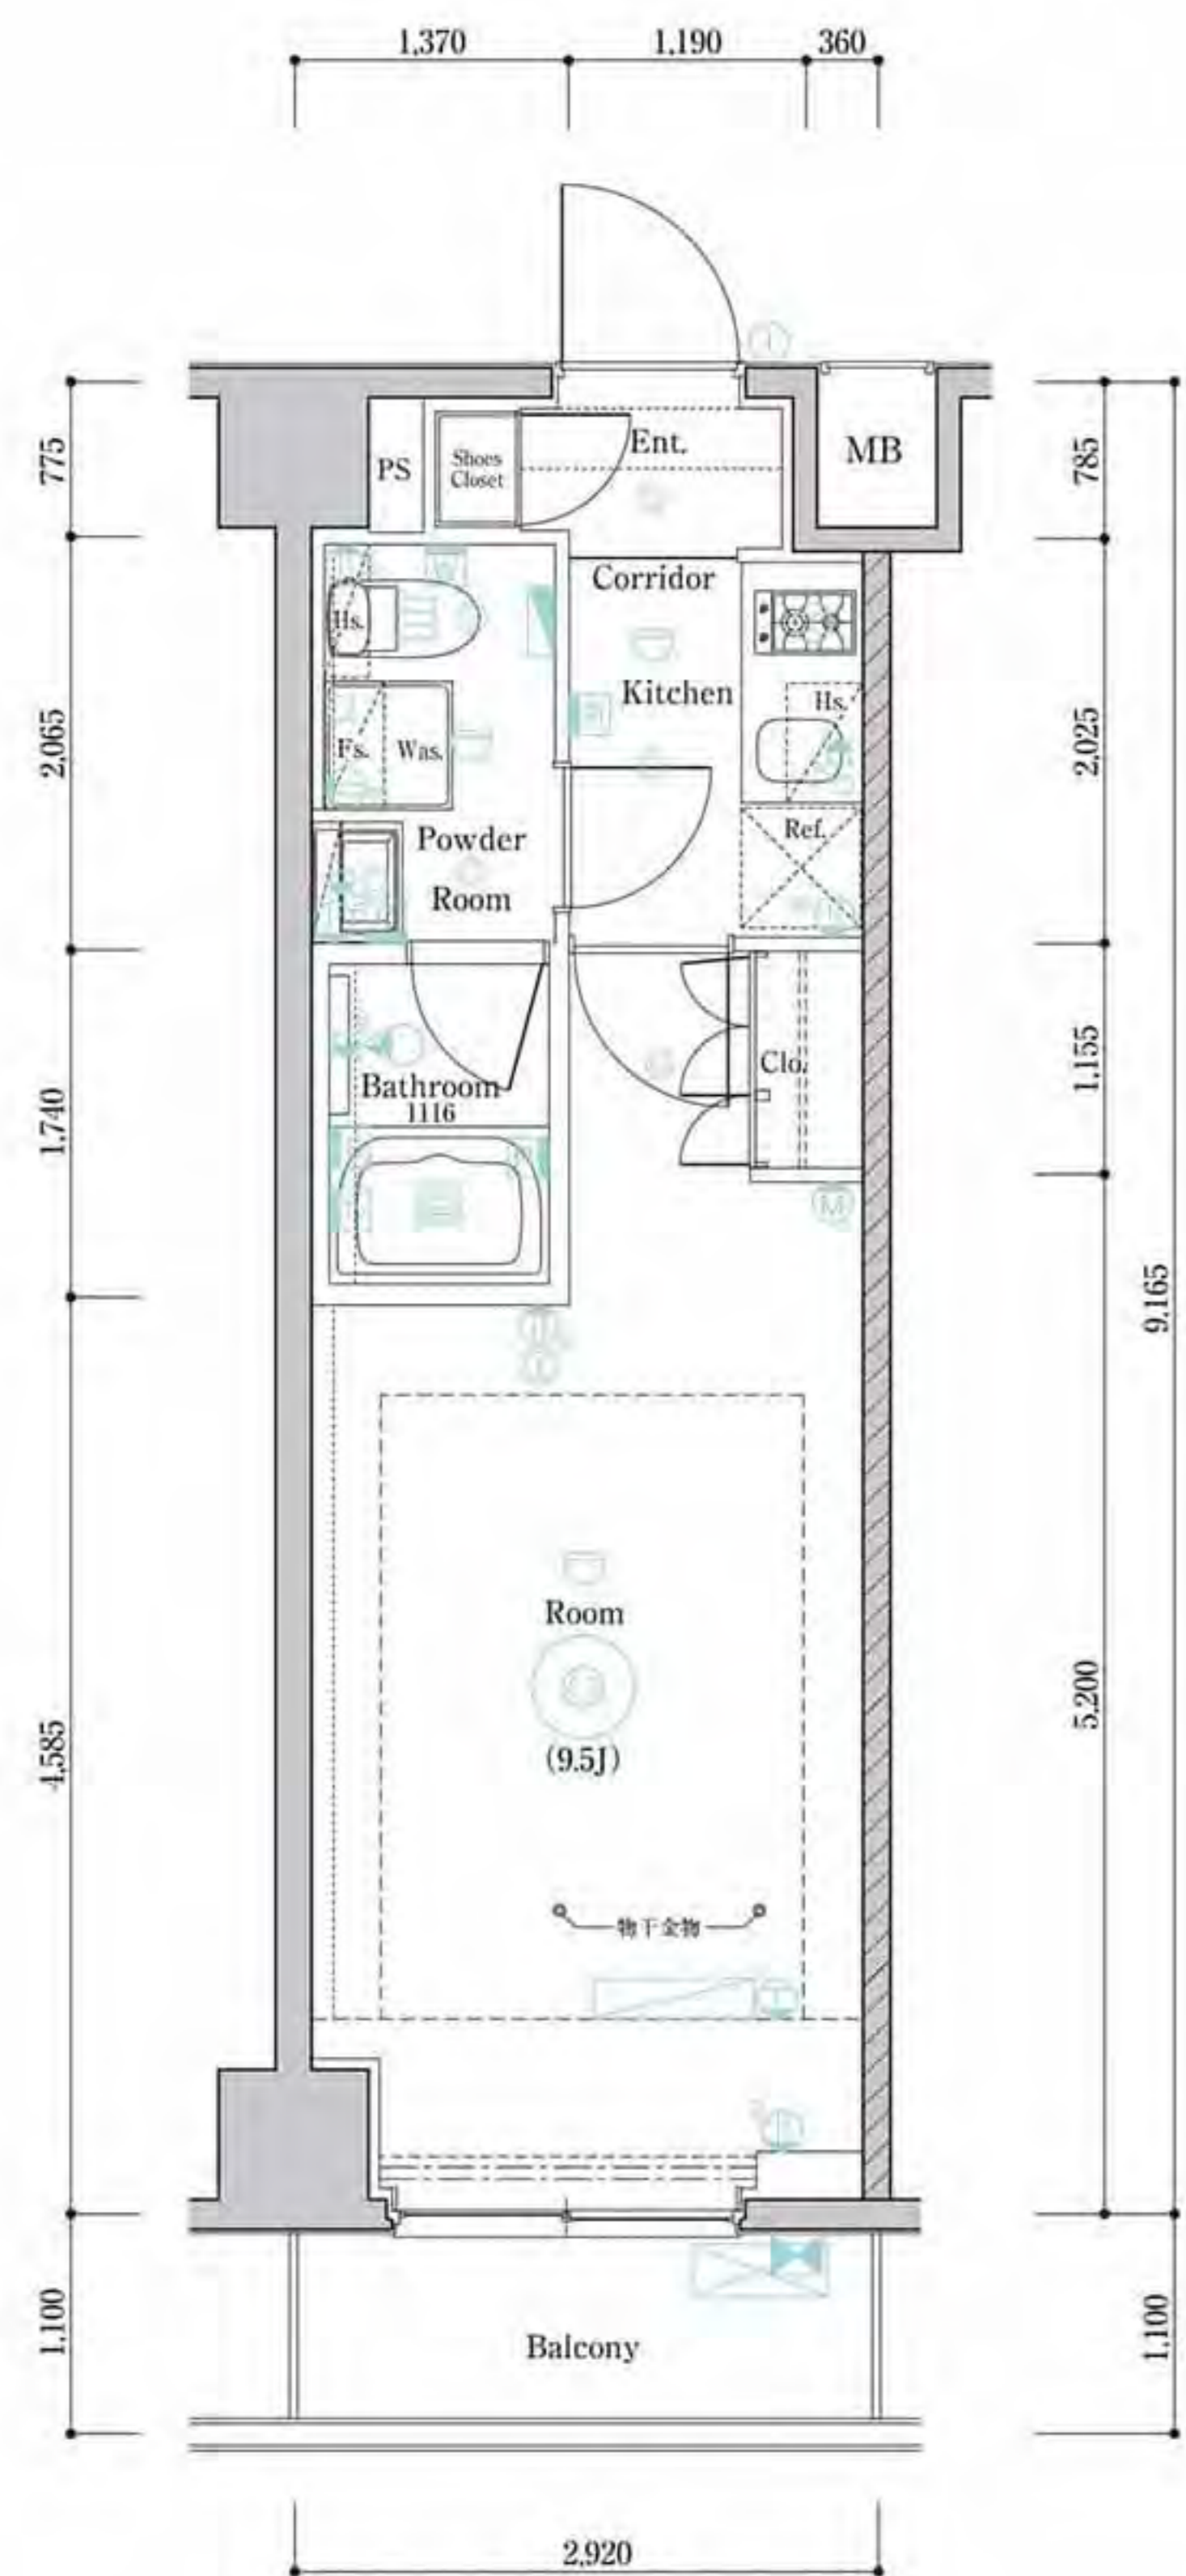 1,370
1,190
360
775
785
PS
Shoes
Closet
Ent.
MB
Corridor
Hs.
Kitchen
Hs.
2,065
2,025
Fs.
Was.
Ref.
Powder
Room
1,740
1,155
Clo.
Bathroom
1116
M
9,165
Room
(9.5J)
4,585
5,200
物干金物
1,100
1,100
Balcony
2,920